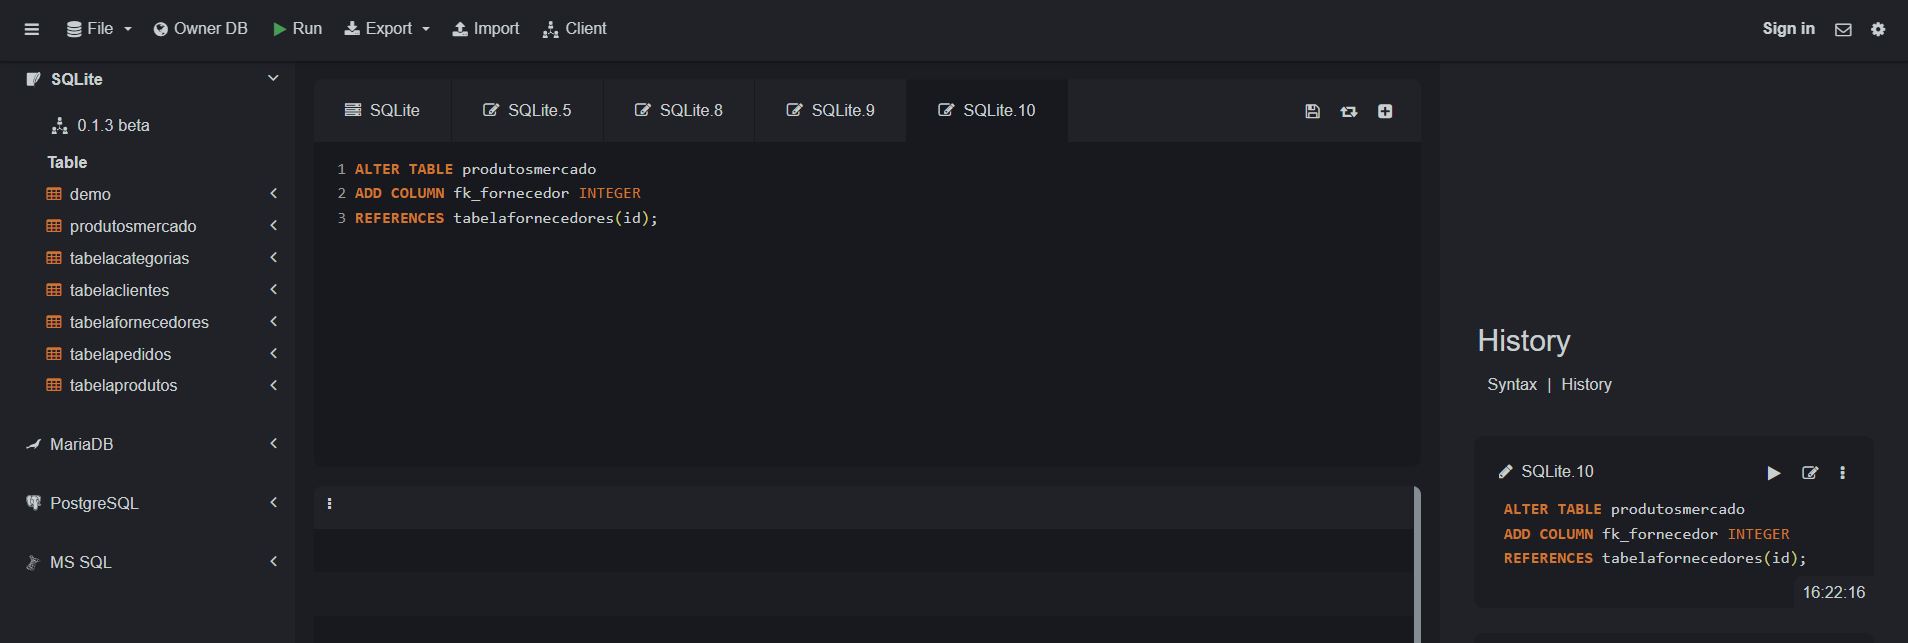 File Owner DB Run Export Import Client Sign in
SQLite
0.1.3 beta
Table
demo
produtosmercado
tabelacategorias
tabelaclientes
tabelafornecedores
tabelapedidos
tabelaprodutos
MariaDB
PostgreSQL
MS SQL
SQLite SQLite.5 SQLite.8 SQLite.9 SQLite.10
1 ALTER TABLE produtosmercado
2 ADD COLUMN fk_fornecedor INTEGER
3 REFERENCES tabelafornecedores(id);
History
Syntax | History
SQLite.10
ALTER TABLE produtosmercado
ADD COLUMN fk_fornecedor INTEGER
REFERENCES tabelafornecedores(id);
16:22:16